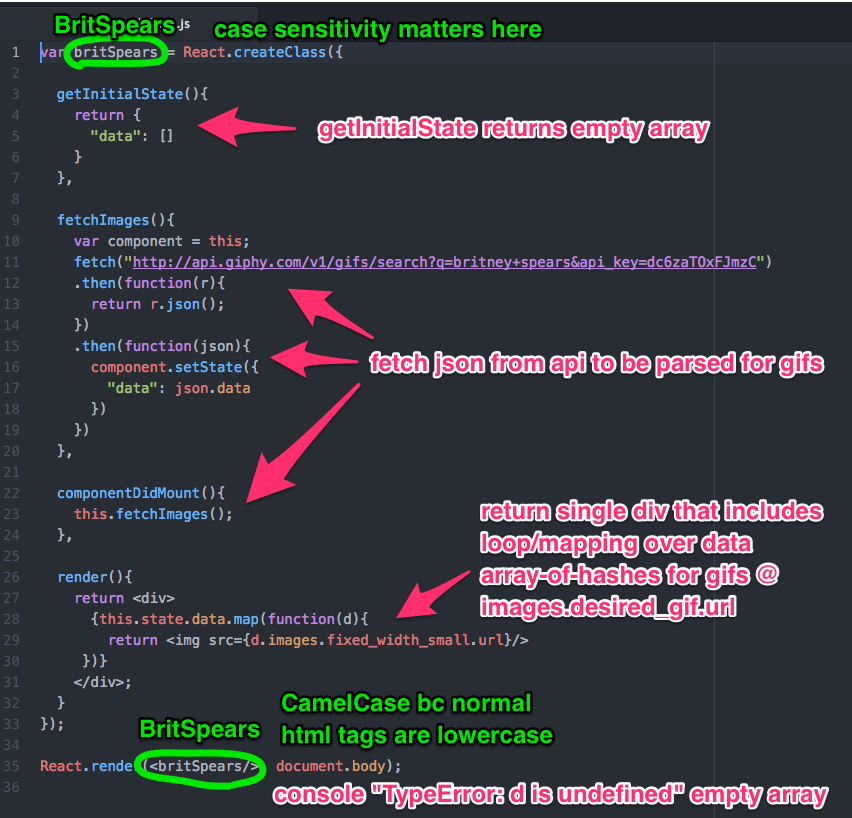 BritSpears .js case sensitivity matters here
1 var britSpears = React.createClass({
2
3 getInitialState(){
4 return {
5 "data": [] getInitialState returns empty array
6 }
7 },
8
9 fetchImages(){
10 var component = this;
11 fetch("http://api.giphy.com/v1/gifs/search?q=britney+spears&api_key=dc6zaTOxFJmzC")
12 .then(function(r){
13 return r.json();
14 })
15 .then(function(json){
16 component.setState({ fetch json from api to be parsed for gifs
17 "data": json.data
18 })
19 })
20 },
21
22 componentDidMount(){
23 this.fetchImages(); return single div that includes
24 }, loop/mapping over data
25 array-of-hashes for gifs @
26 render(){ images.desired_gif.url
27 return <div>
28 {this.state.data.map(function(d){
29 return <img src={d.images.fixed_width_small.url}/>
30 })}
31 </div>;
32 } CamelCase bc normal
33 }); BritSpears html tags are lowercase
34
35 React.render(<britSpears/> document.body);
36 console "TypeError: d is undefined" empty array